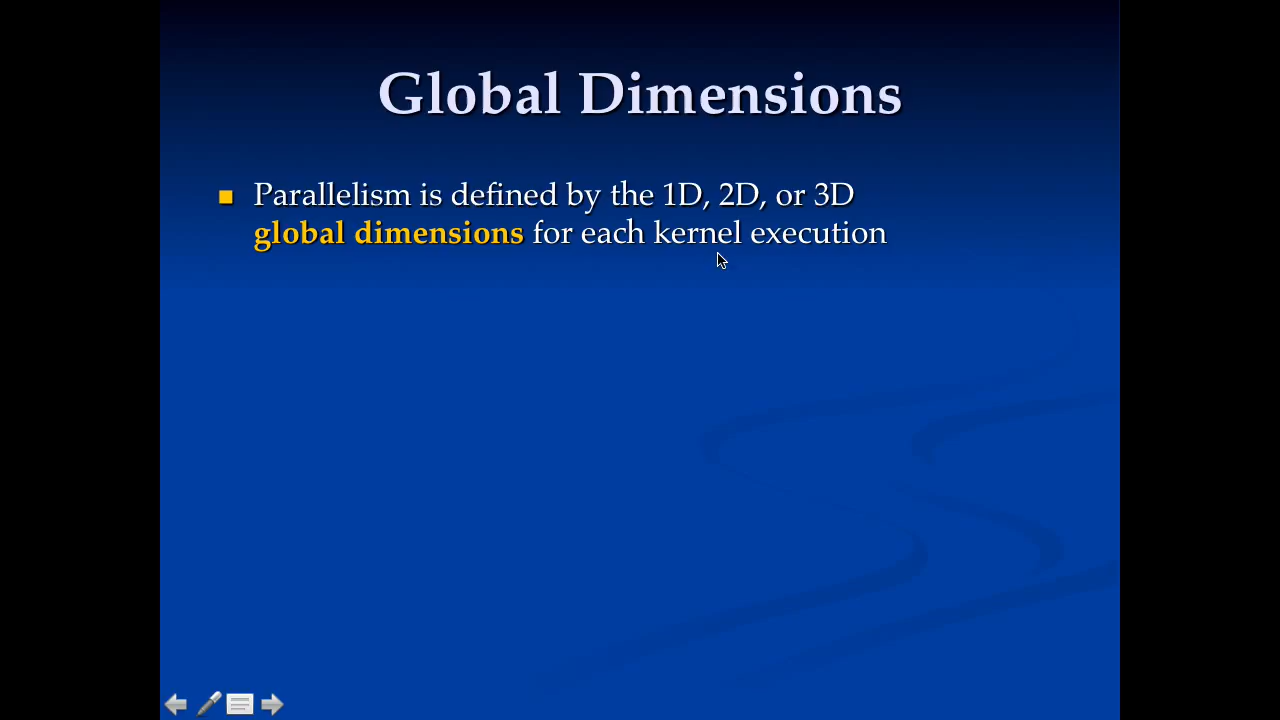 Global Dimensions
Parallelism is defined by the 1D, 2D, or 3D
global dimensions for each kernel execution